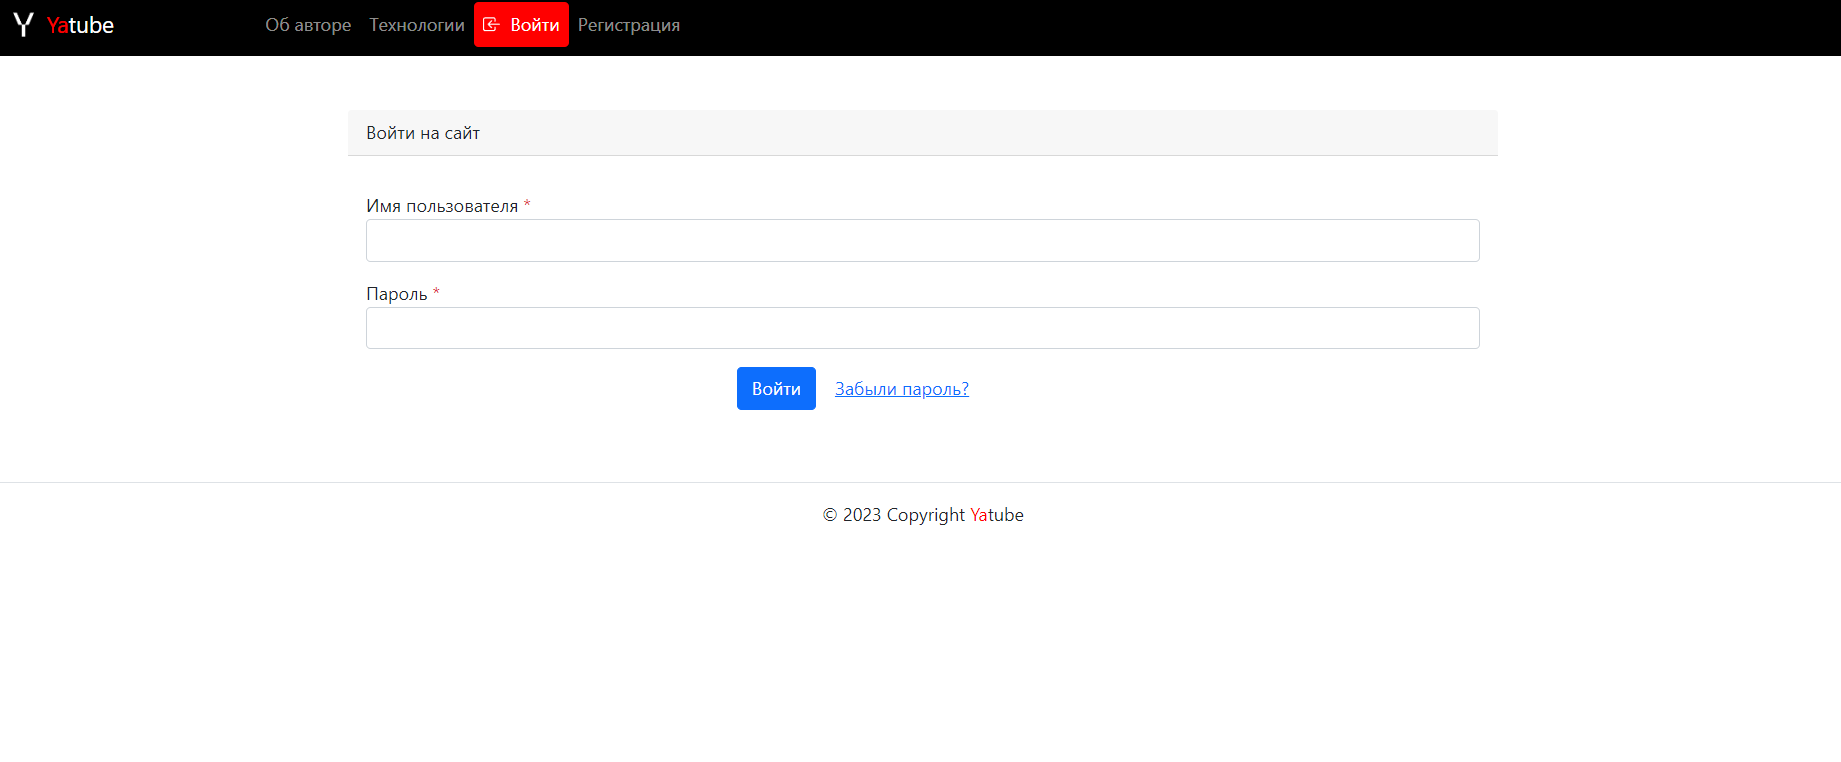 Y Yatube Об авторе Технологии Войти Регистрация
Войти на сайт
Имя пользователя *
Пароль *
Войти Забыли пароль?
© 2023 Copyright Yatube